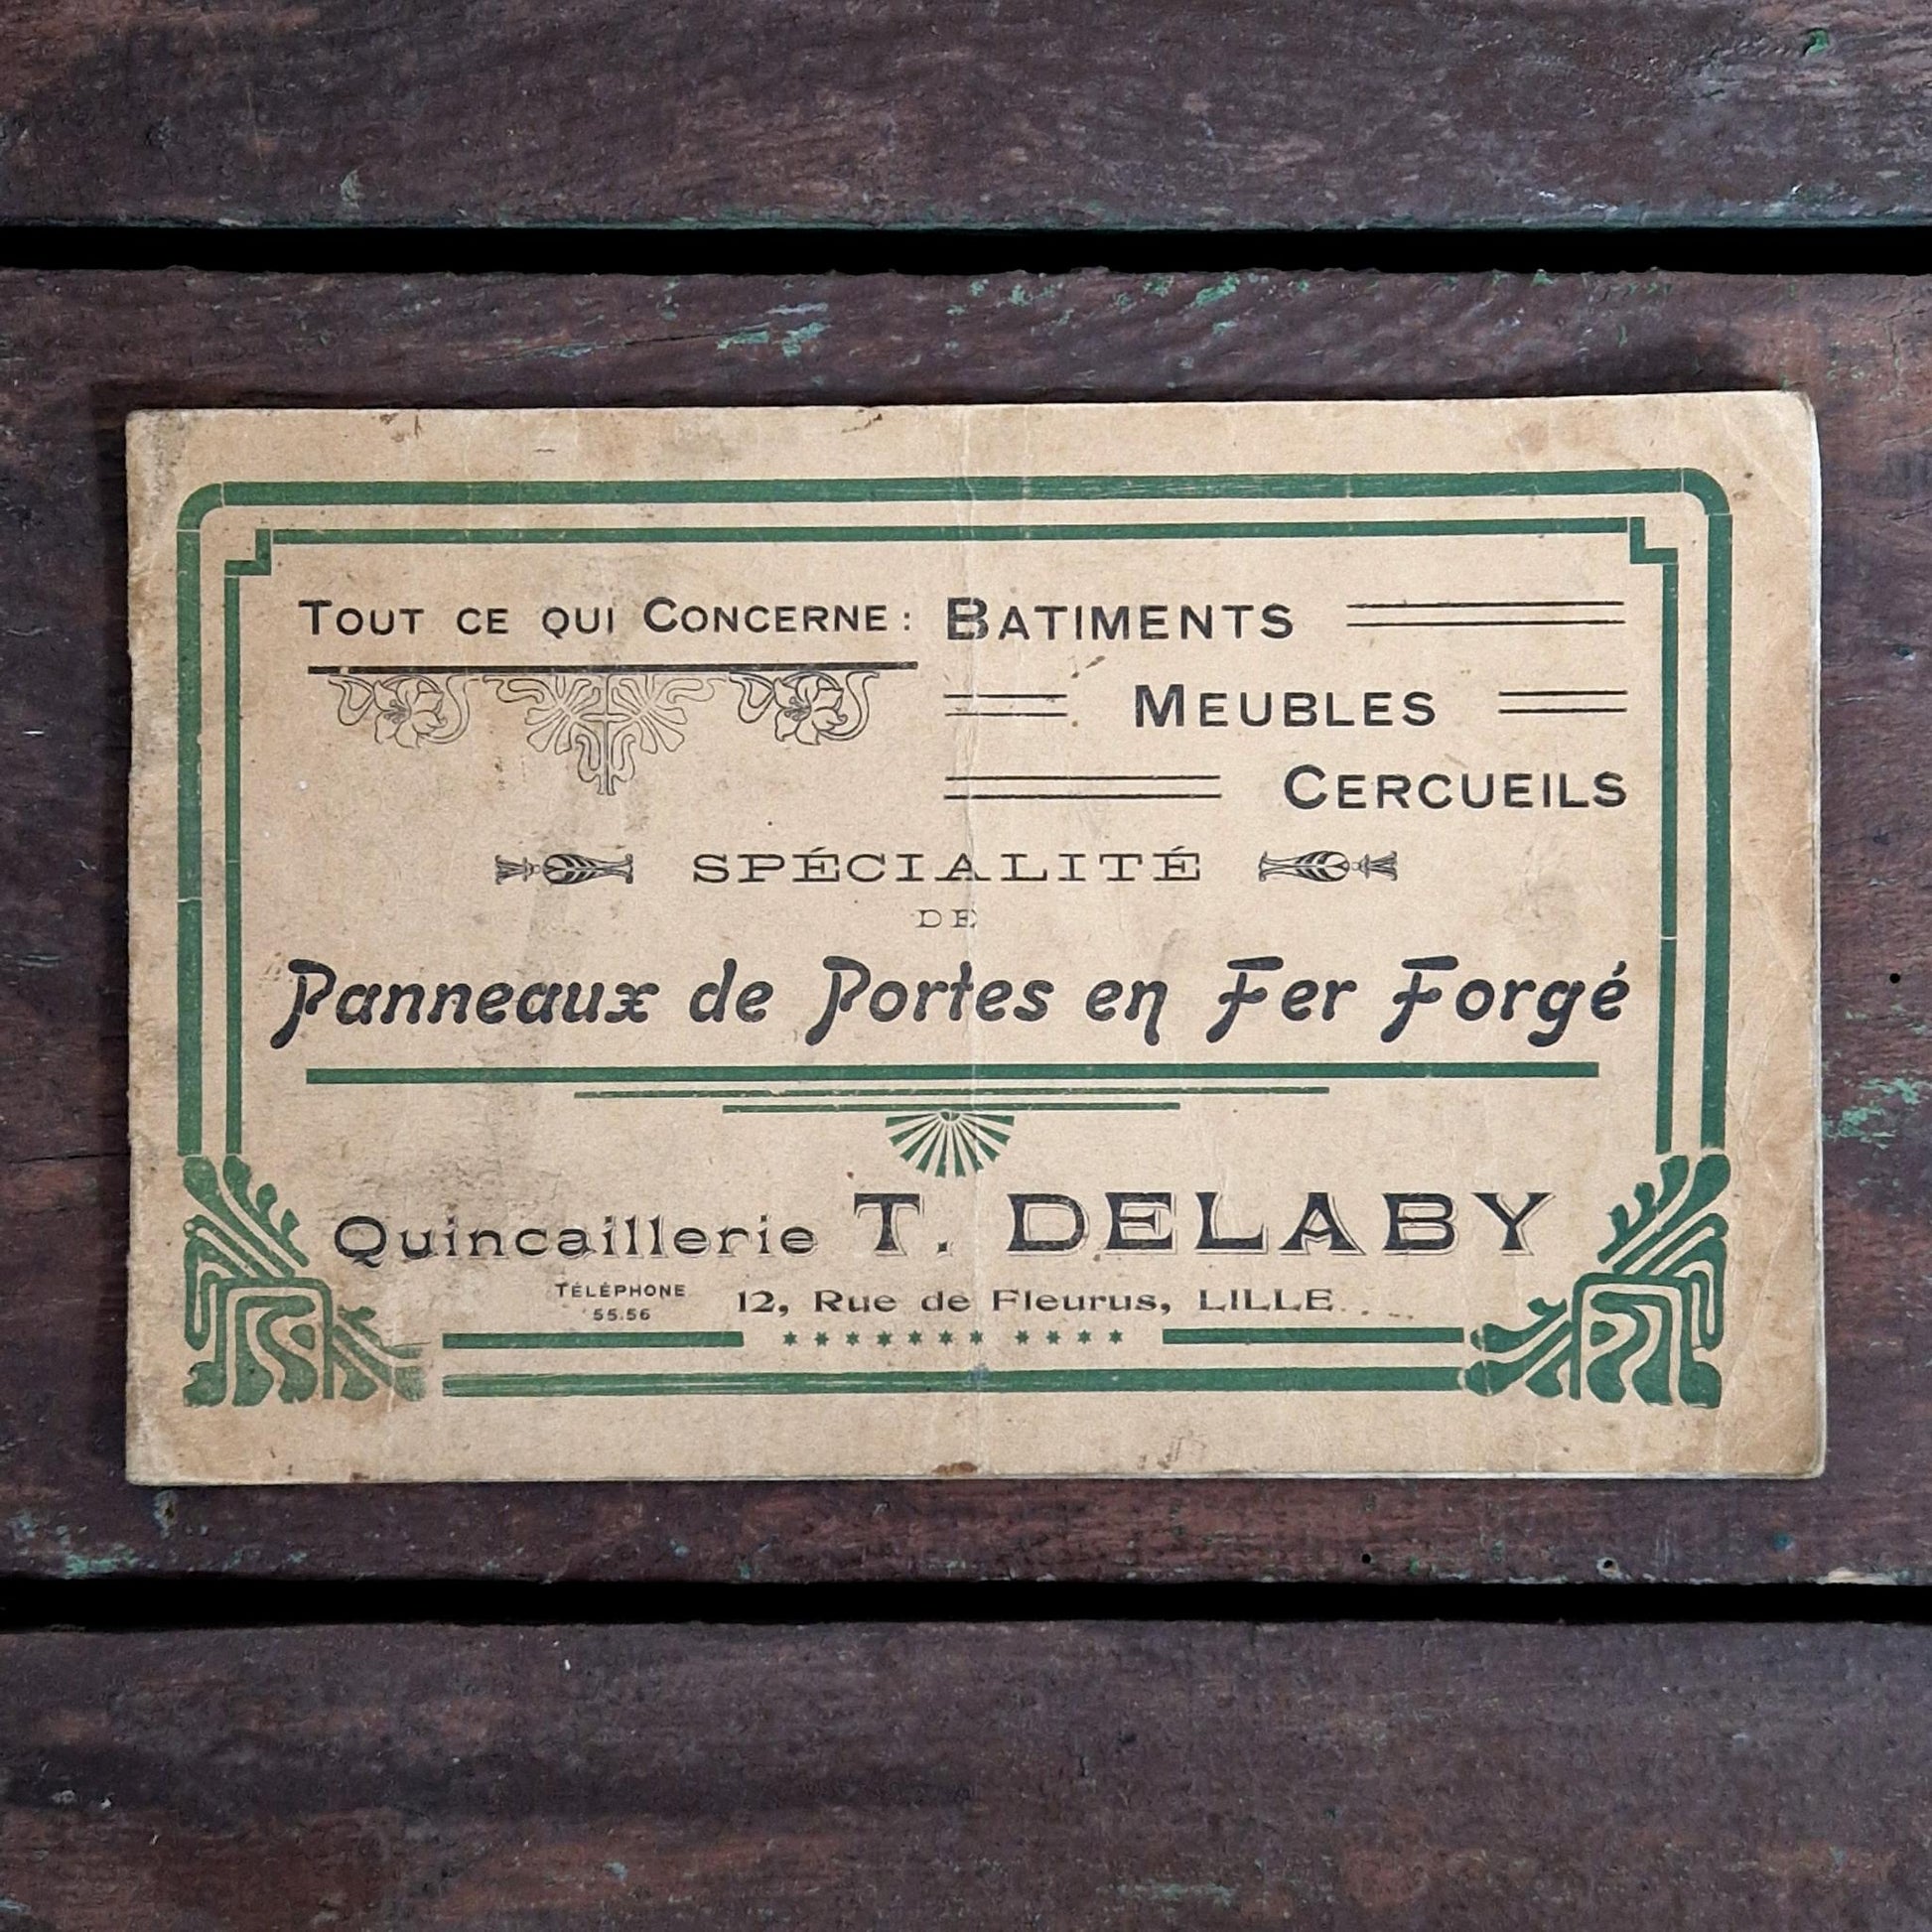 Tout ce qui Concerne : Batiments
Meubles
Cercueils
SPÉCIALITÉ
DE
Panneaux de Portes en Fer Forgé
Quincaillerie T. DELABY
TÉLÉPHONE
55.56
12, Rue de Fleurus, LILLE